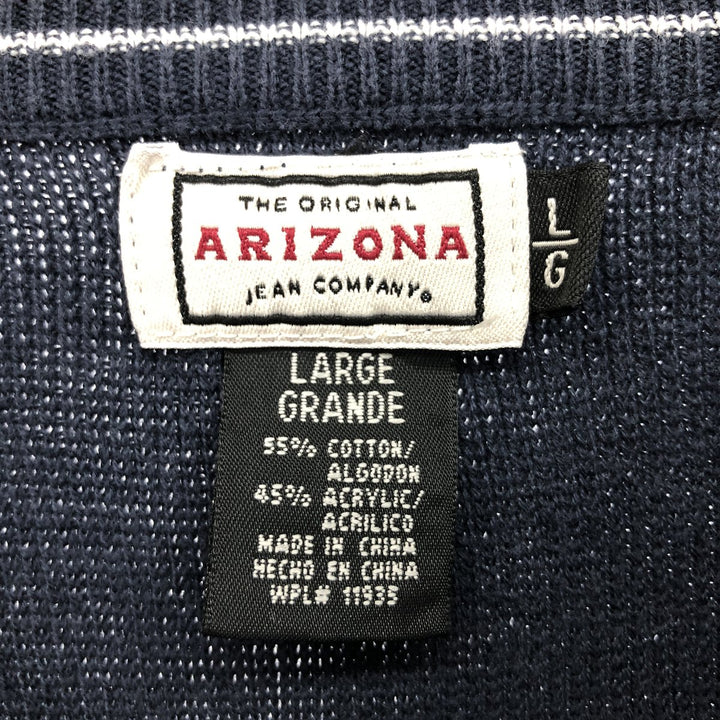 THE ORIGINAL
ARIZONA
JEAN COMPANY®
L/G
LARGE
GRANDE
55% COTTON/
ALGODON
45% ACRYLIC/
ACRILICO
MADE IN CHINA
HECHO EN CHINA
WPL# 11935